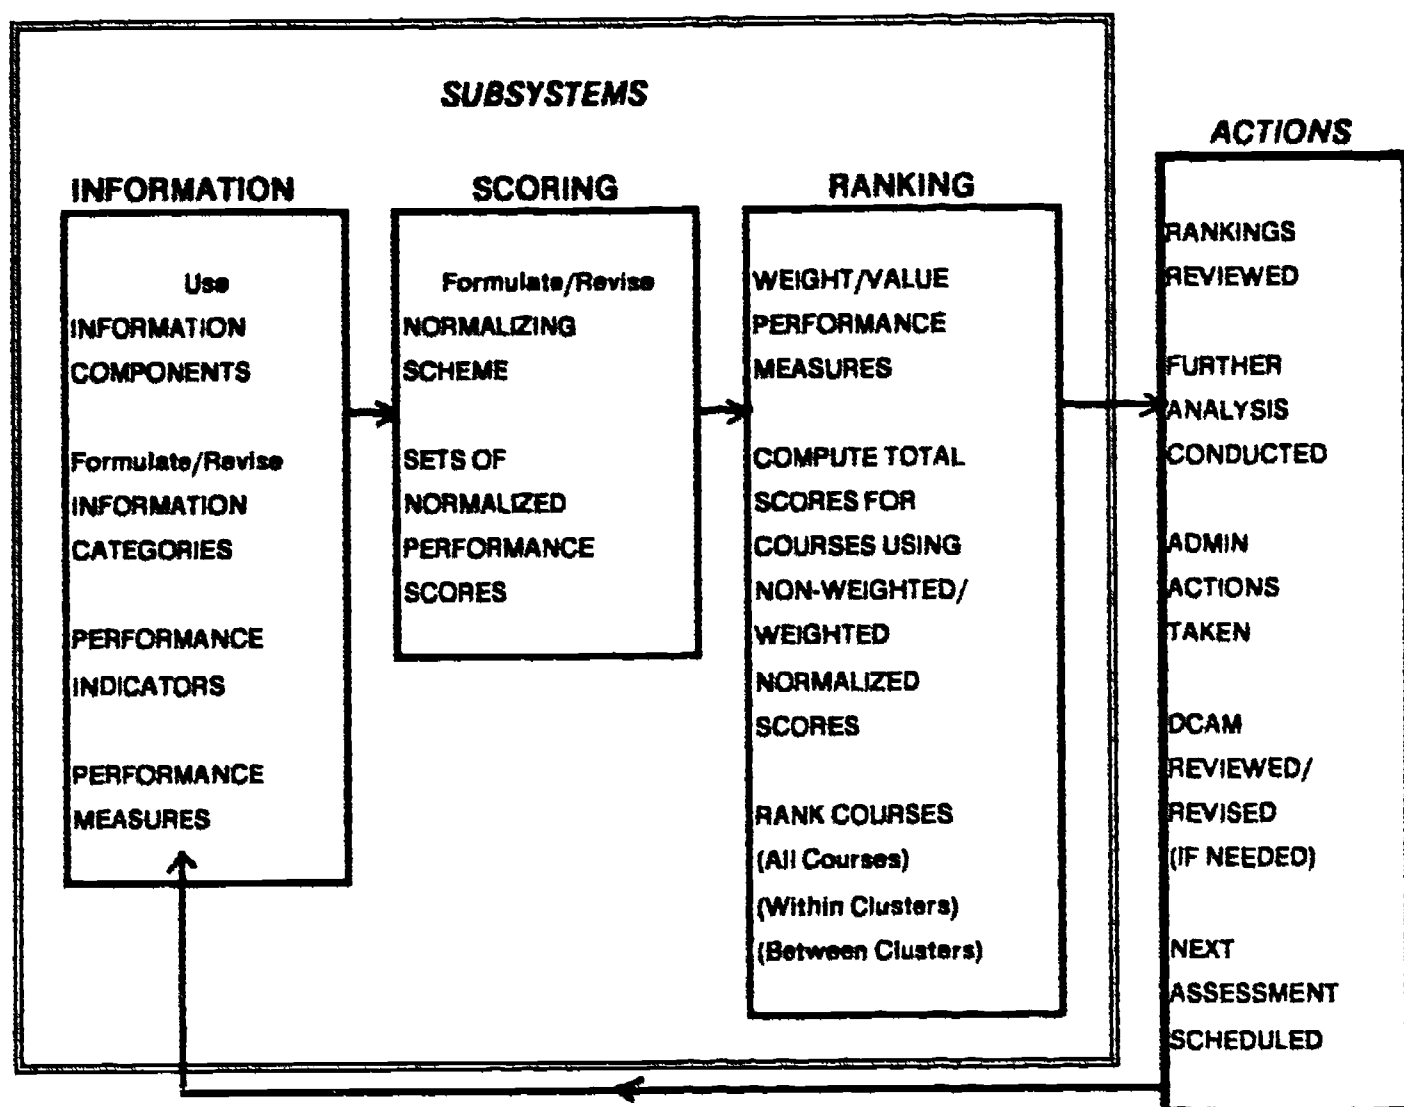 SUBSYSTEMS
INFORMATION
Use
INFORMATION
COMPONENTS
Formulate/Revise
INFORMATION
CATEGORIES
PERFORMANCE
INDICATORS
PERFORMANCE
MEASURES
SCORING
Formulate/Revise
NORMALIZING
SCHEME
SETS OF
NORMALIZED
PERFORMANCE
SCORES
RANKING
WEIGHT/VALUE
PERFORMANCE
MEASURES
COMPUTE TOTAL
SCORES FOR
COURSES USING
NON-WEIGHTED/
WEIGHTED
NORMALIZED
SCORES
RANK COURSES
(All Courses)
(Within Clusters)
(Between Clusters)
ACTIONS
RANKINGS
REVIEWED
FURTHER
ANALYSIS
CONDUCTED
ADMIN
ACTIONS
TAKEN
DCAM
REVIEWED/
REVISED
(IF NEEDED)
NEXT
ASSESSMENT
SCHEDULED